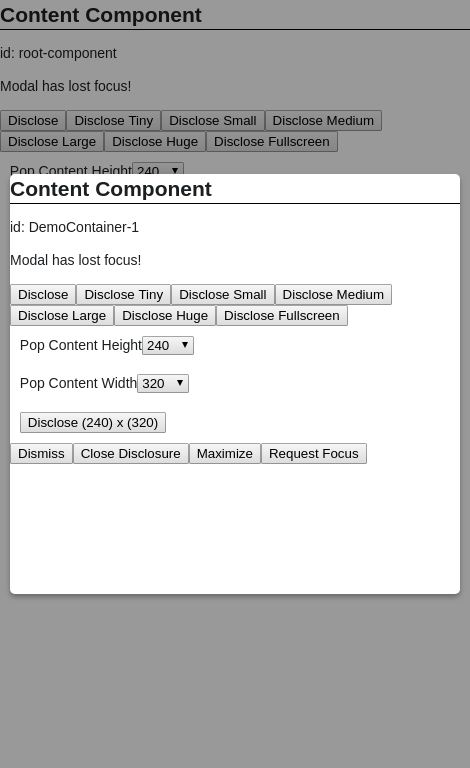 Content Component
id: root-component
Modal has lost focus!
Disclose Disclose Tiny Disclose Small Disclose Medium
Disclose Large Disclose Huge Disclose Fullscreen
Pop Content Height 240
Content Component
id: DemoContainer-1
Modal has lost focus!
Disclose Disclose Tiny Disclose Small Disclose Medium
Disclose Large Disclose Huge Disclose Fullscreen
Pop Content Height 240
Pop Content Width 320
Disclose (240) x (320)
Dismiss Close Disclosure Maximize Request Focus